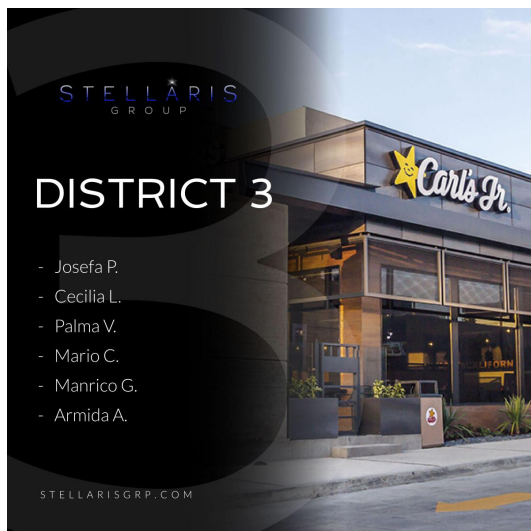 STELLARIS
GROUP
DISTRICT 3
- Josefa P.
- Cecilia L.
- Palma V.
- Mario C.
- Manrico G.
- Armida A.
STELLARISGRP.COM
Carl's Jr.